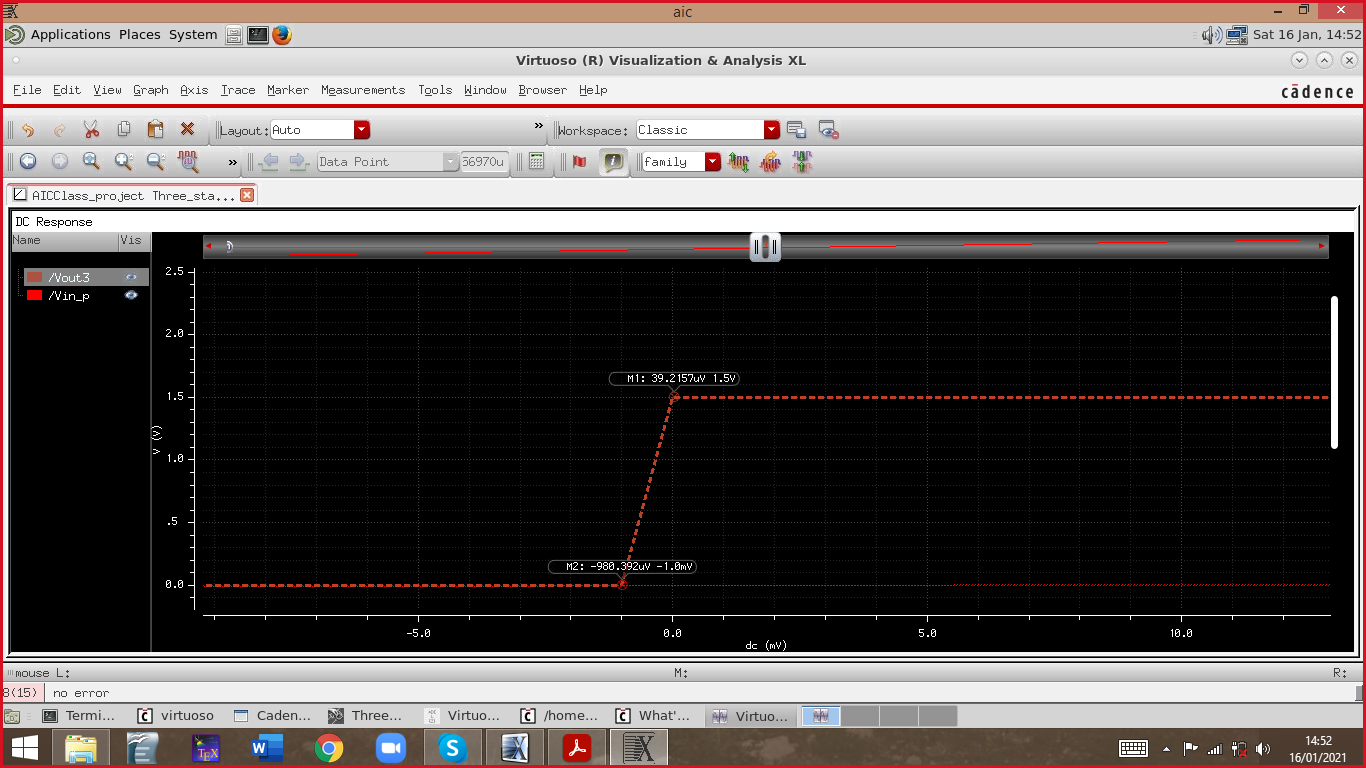 aic
Applications Places System
Sat 16 Jan, 14:52
Virtuoso (R) Visualization & Analysis XL
File Edit View Graph Axis Trace Marker Measurements Tools Window Browser Help
cādence
Layout: Auto
» Workspace: Classic
» Data Point 56970u family
AICClass_project Three_sta...
DC Response
Name Vis
/Vout3
/Vin_p
2.5
2.0
1.5
1.0
.5
0.0
V (V)
M1: 39.2157uV 1.5V
M2: -980.392uV -1.0mV
-5.0 0.0 5.0 10.0
dc (mV)
mouse L: M: R:
8(15) no error
Termi... virtuoso Caden... Three... Virtuo... /home... What'... Virtuo...
14:52
16/01/2021